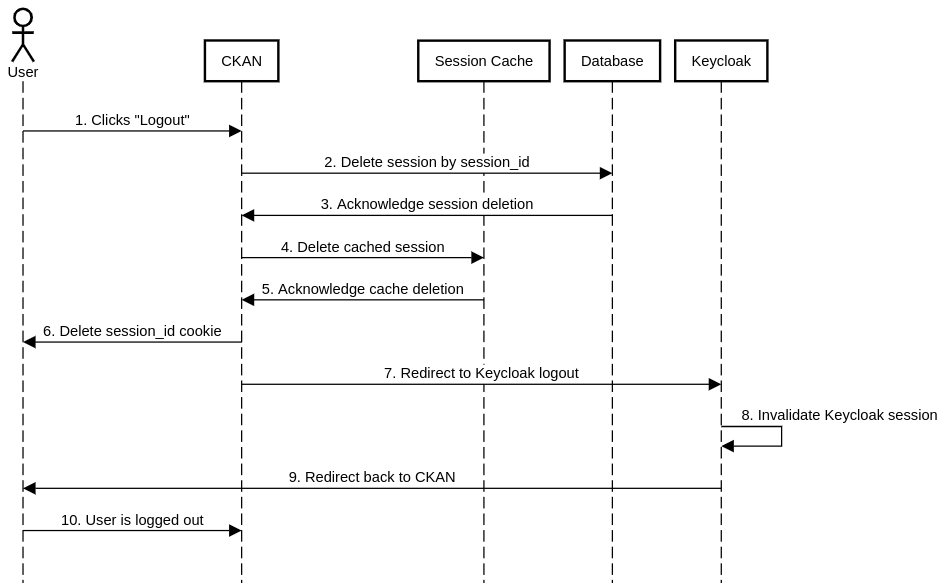 User
CKAN
Session Cache
Database
Keycloak
1. Clicks "Logout"
2. Delete session by session_id
3. Acknowledge session deletion
4. Delete cached session
5. Acknowledge cache deletion
6. Delete session_id cookie
7. Redirect to Keycloak logout
8. Invalidate Keycloak session
9. Redirect back to CKAN
10. User is logged out